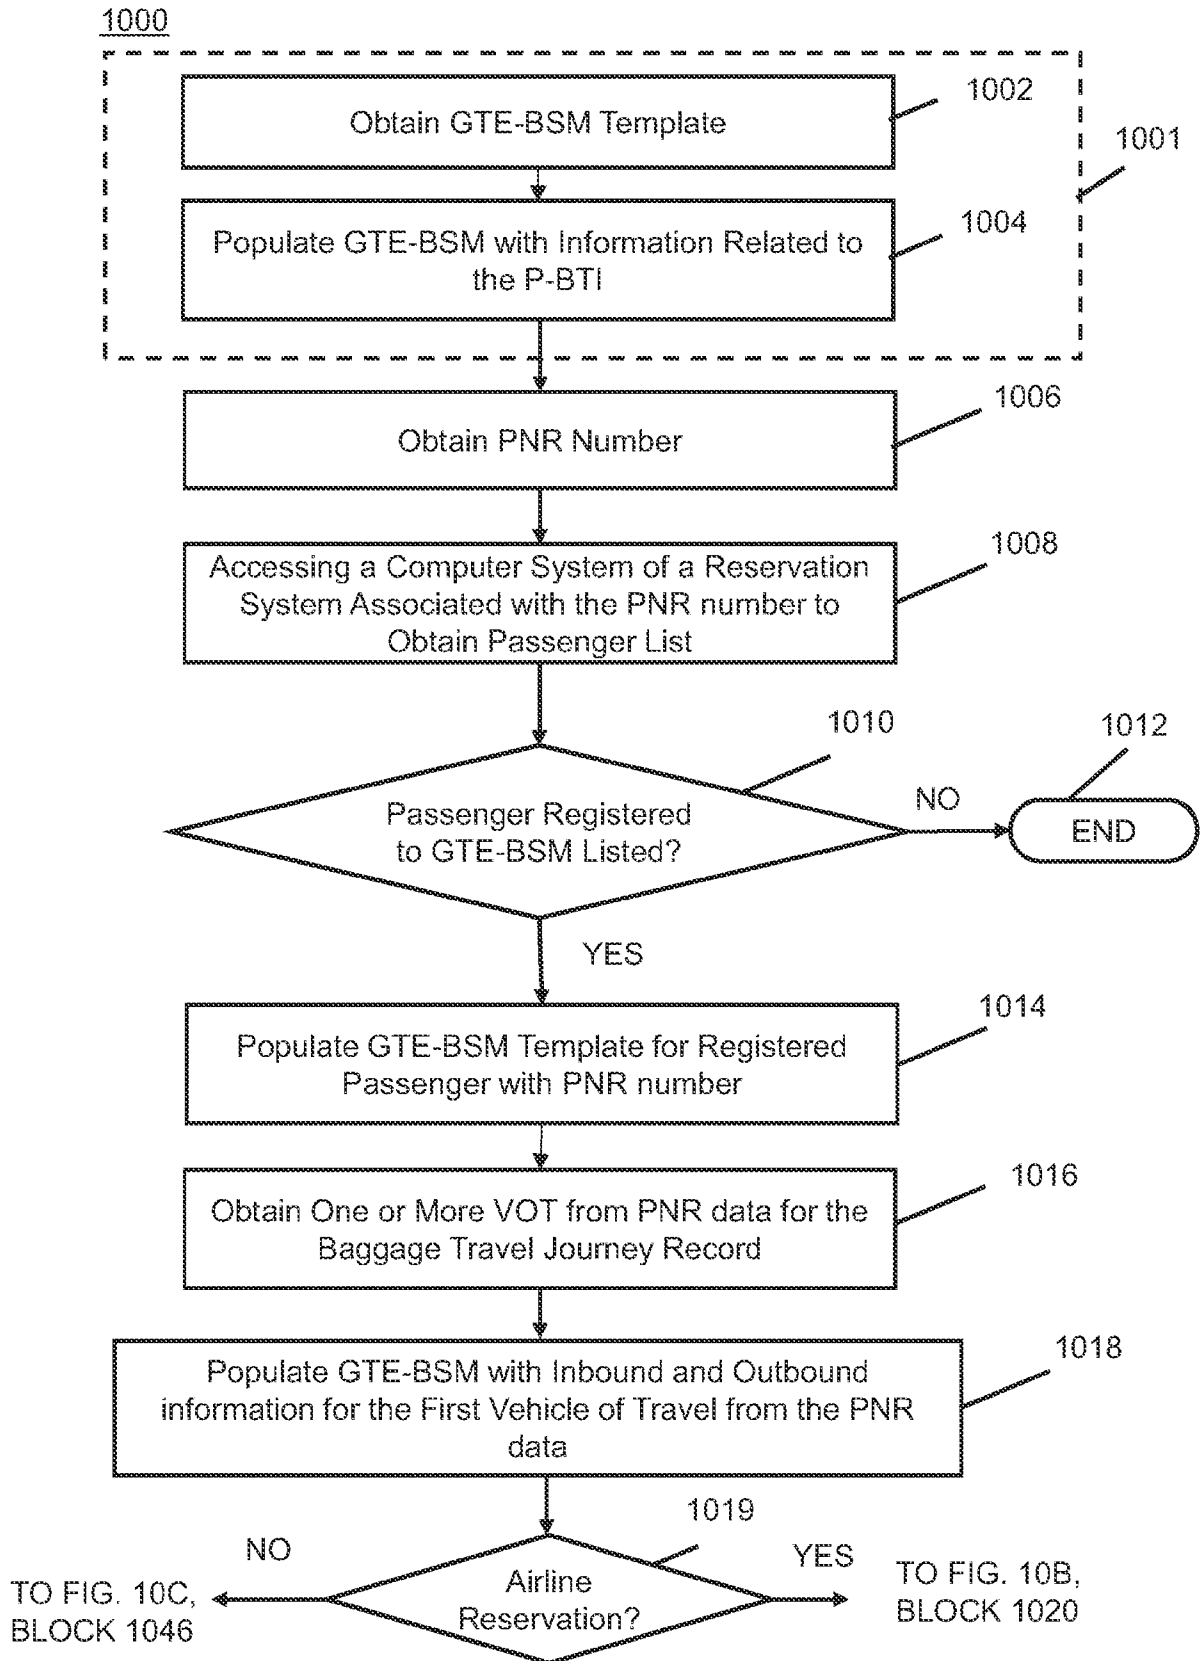 1000
1002
Obtain GTE-BSM Template
1001
1004
Populate GTE-BSM with Information Related to
the P-BTI
1006
Obtain PNR Number
1008
Accessing a Computer System of a Reservation
System Associated with the PNR number to
Obtain Passenger List
1010
1012
Passenger Registered
to GTE-BSM Listed?
NO
END
YES
1014
Populate GTE-BSM Template for Registered
Passenger with PNR number
1016
Obtain One or More VOT from PNR data for the
Baggage Travel Journey Record
1018
Populate GTE-BSM with Inbound and Outbound
information for the First Vehicle of Travel from the PNR
data
1019
NO
YES
Airline
Reservation?
TO FIG. 10C,
BLOCK 1046
TO FIG. 10B,
BLOCK 1020